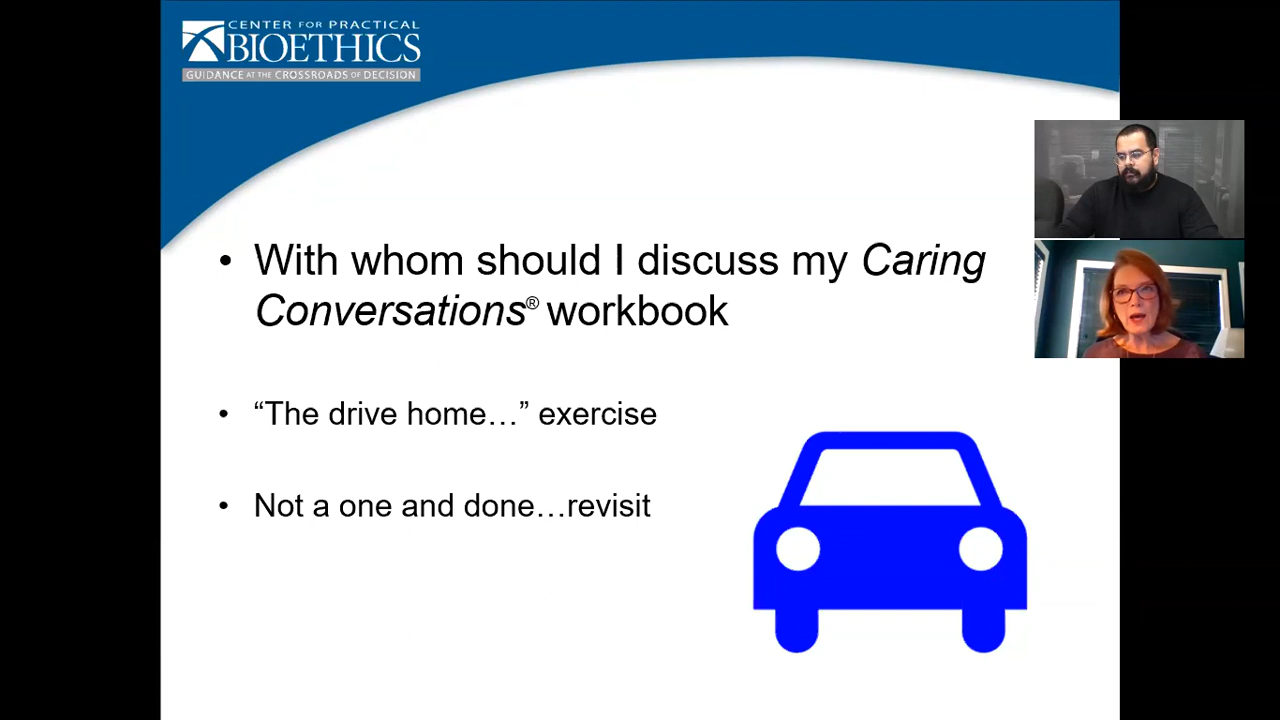 CENTER FOR PRACTICAL
BIOETHICS
GUIDANCE AT THE CROSSROADS OF DECISION
• With whom should I discuss my Caring
Conversations® workbook
• “The drive home…” exercise
• Not a one and done…revisit